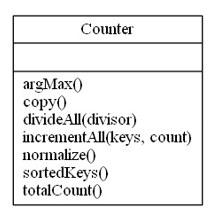 Counter
argMax()
copy()
divideAll(divisor)
incrementAll(keys, count)
normalize()
sortedKeys()
totalCount()